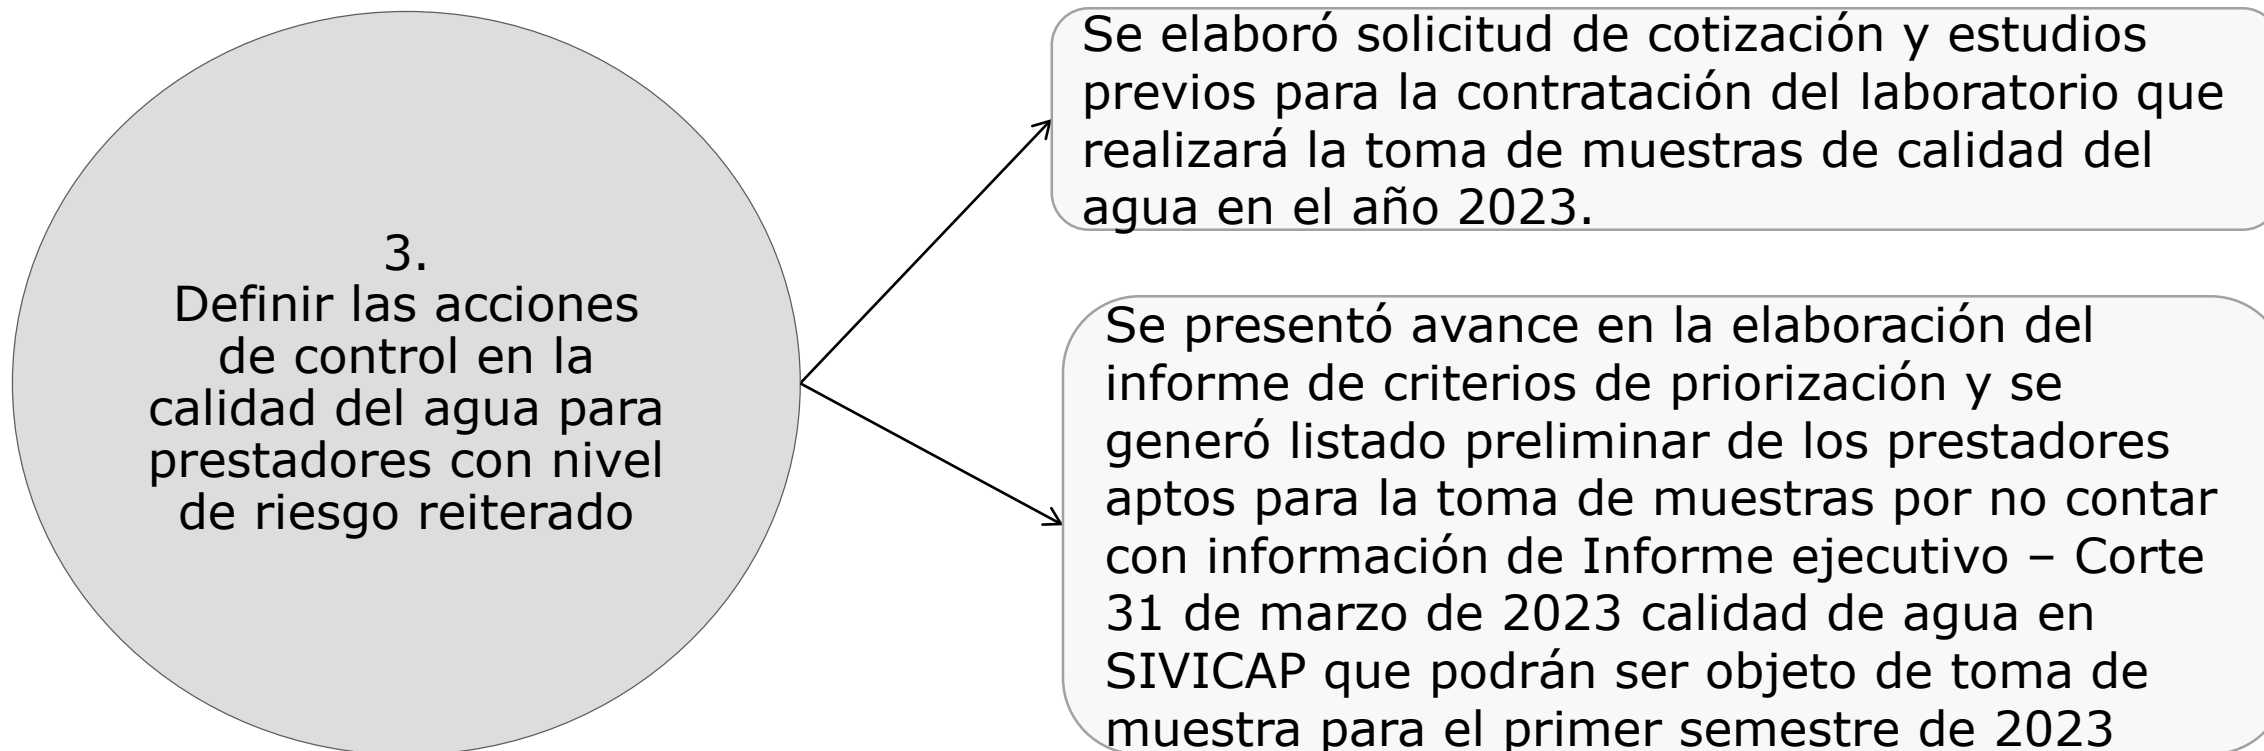 3.
Definir las acciones
de control en la
calidad del agua para
prestadores con nivel
de riesgo reiterado
Se elaboró solicitud de cotización y estudios
previos para la contratación del laboratorio que
realizará la toma de muestras de calidad del
agua en el año 2023.
Se presentó avance en la elaboración del
informe de criterios de priorización y se
generó listado preliminar de los prestadores
aptos para la toma de muestras por no contar
con información de Informe ejecutivo – Corte
31 de marzo de 2023 calidad de agua en
SIVICAP que podrán ser objeto de toma de
muestra para el primer semestre de 2023